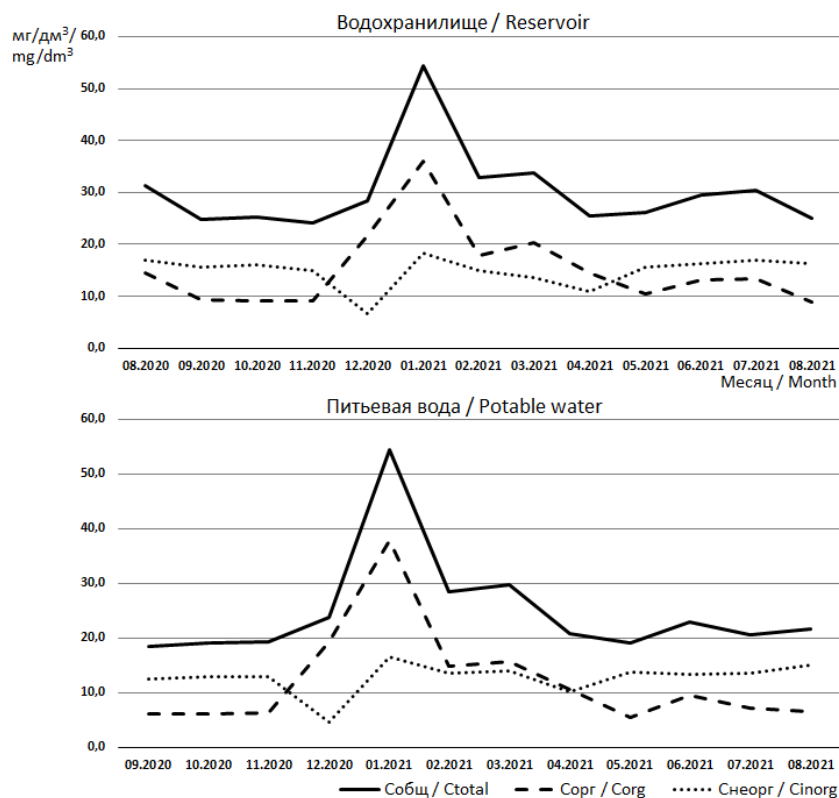 Водохранилище / Reservoir
мг/дм³/
mg/dm³
60,0
50,0
40,0
30,0
20,0
10,0
0,0
08.2020 09.2020 10.2020 11.2020 12.2020 01.2021 02.2021 03.2021 04.2021 05.2021 06.2021 07.2021 08.2021
Месяц / Month
Питьевая вода / Potable water
60,0
50,0
40,0
30,0
20,0
10,0
0,0
09.2020 10.2020 11.2020 12.2020 01.2021 02.2021 03.2021 04.2021 05.2021 06.2021 07.2021 08.2021
Собщ / Ctotal Сорг / Corg Снеорг / Cinorg